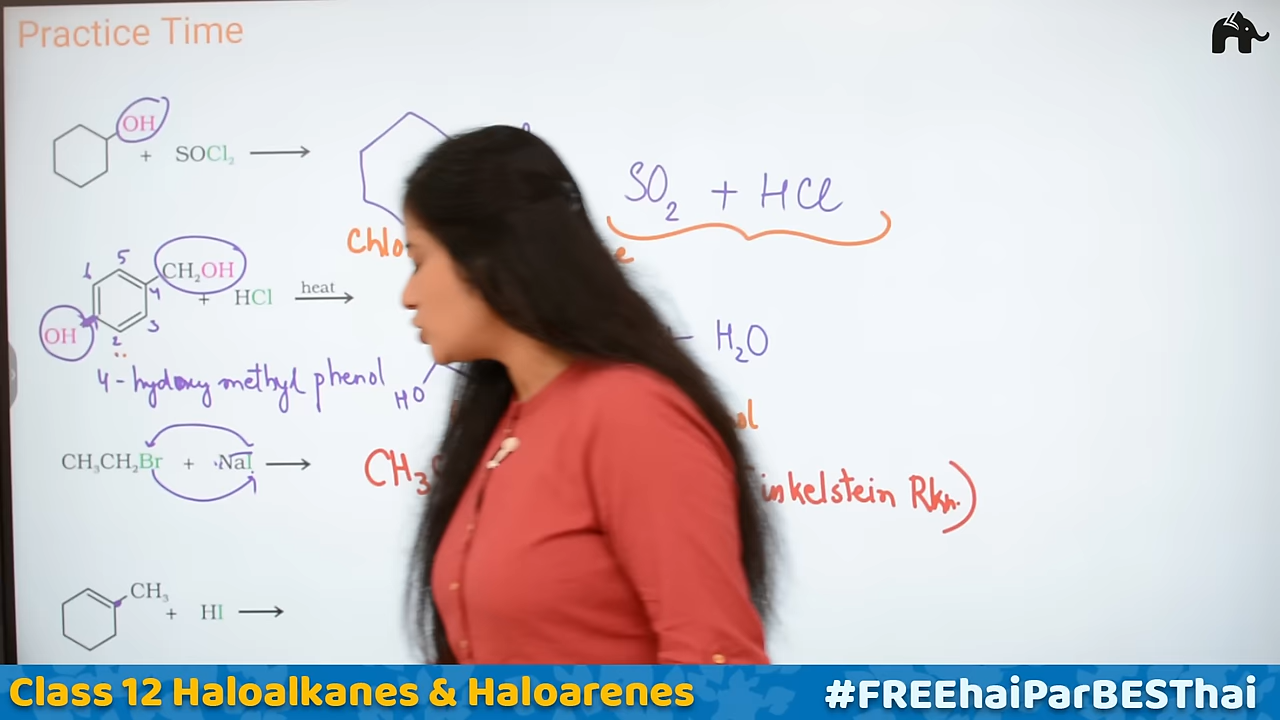 Practice Time
OH
+ SOCl₂ ⟶
SO₂ + HCl
Chlo
e
5
CH₂OH
4
+ HCl heat ⟶
OH
3
2
H₂O
4-hydroxy methyl phenol
HO
ol
CH₃CH₂Br + NaI ⟶
CH₃
inkelstein Rkn.)
CH₃
+ HI ⟶
Class 12 Haloalkanes & Haloarenes
#FREEhaiParBESThai